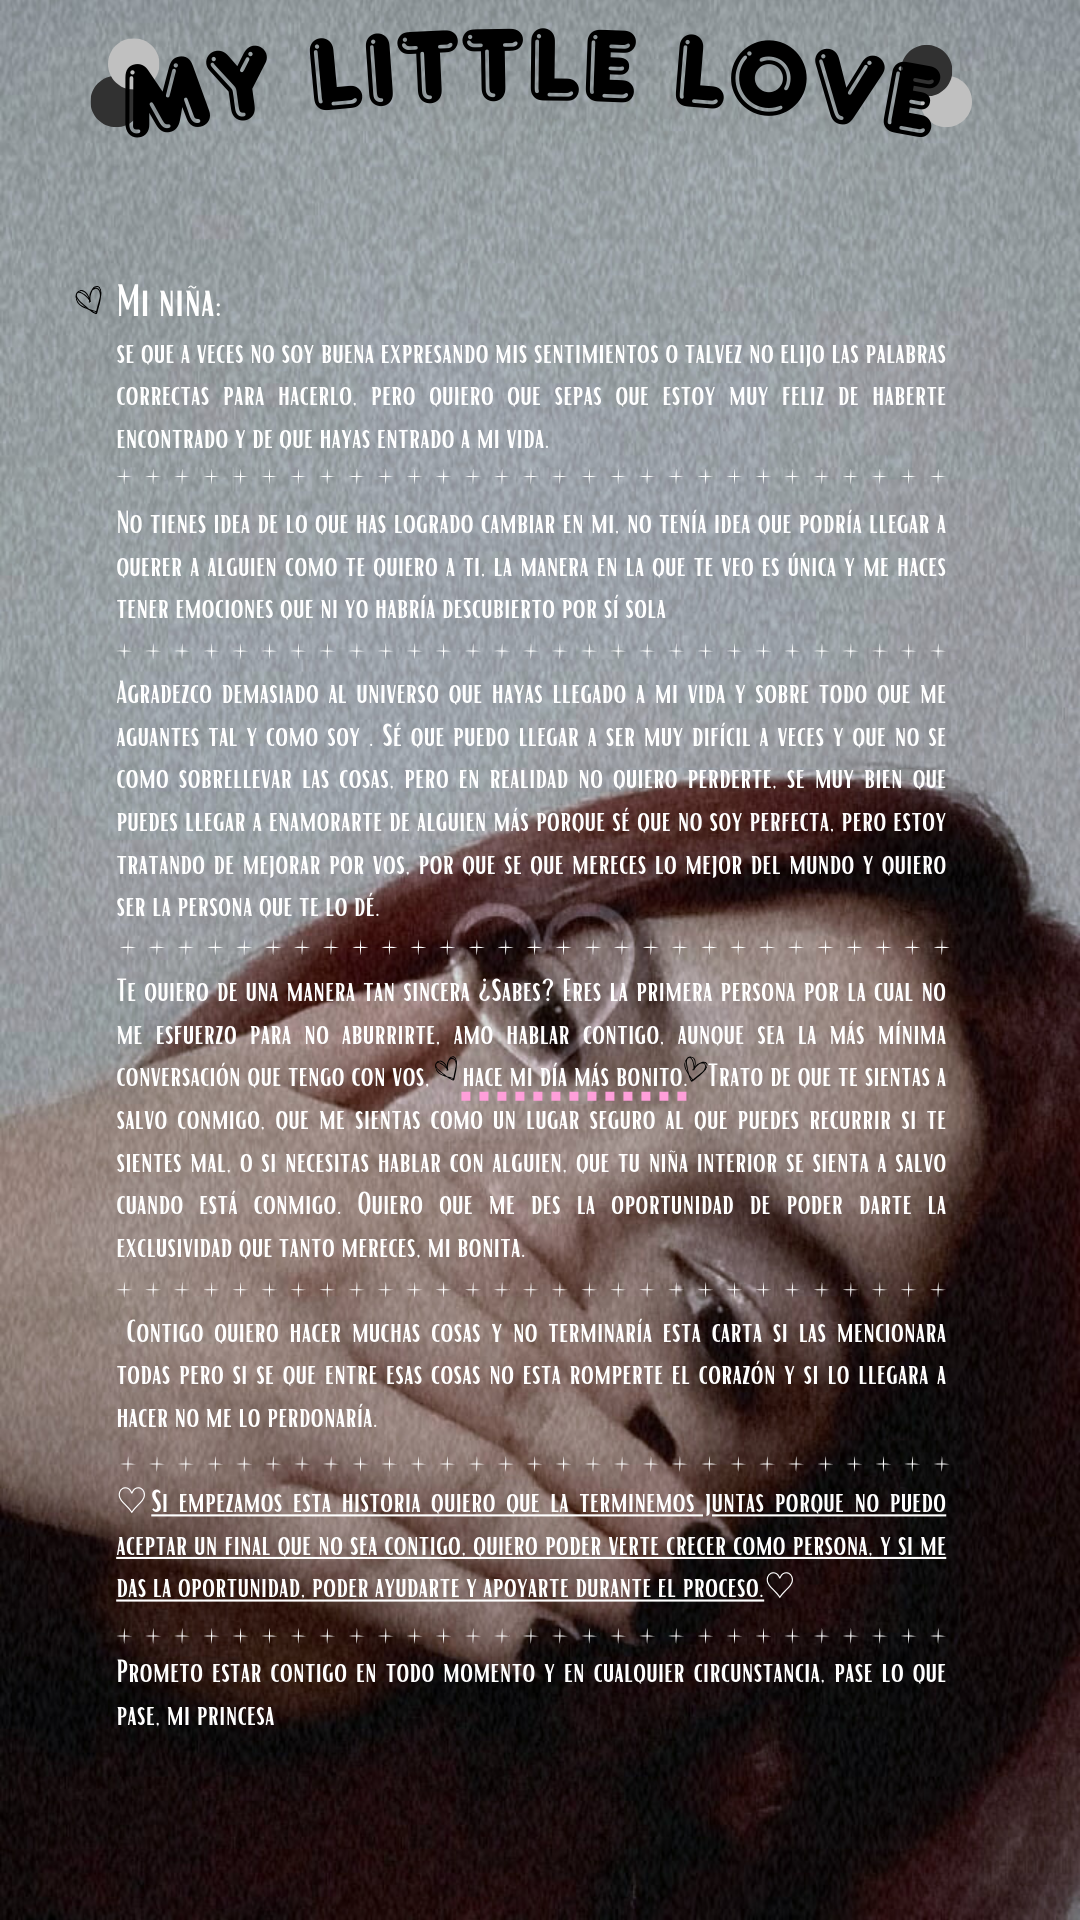 MY LITTLE LOVE
Mi niña:
se que a veces no soy buena expresando mis sentimientos o talvez no elijo las palabras
correctas para hacerlo, pero quiero que sepas que estoy muy feliz de haberte
encontrado y de que hayas entrado a mi vida.
No tienes idea de lo que has logrado cambiar en mi, no tenía idea que podría llegar a
querer a alguien como te quiero a ti, la manera en la que te veo es única y me haces
tener emociones que ni yo habría descubierto por sí sola
Agradezco demasiado al universo que hayas llegado a mi vida y sobre todo que me
aguantes tal y como soy . Sé que puedo llegar a ser muy difícil a veces y que no se
como sobrellevar las cosas, pero en realidad no quiero perderte, se muy bien que
puedes llegar a enamorarte de alguien más porque sé que no soy perfecta, pero estoy
tratando de mejorar por vos, por que se que mereces lo mejor del mundo y quiero
ser la persona que te lo dé.
Te quiero de una manera tan sincera ¿Sabes? Eres la primera persona por la cual no
me esfuerzo para no aburrirte, amo hablar contigo, aunque sea la más mínima
conversación que tengo con vos, ♡ hace mi día más bonito.♡Trato de que te sientas a
salvo conmigo, que me sientas como un lugar seguro al que puedes recurrir si te
sientes mal, o si necesitas hablar con alguien, que tu niña interior se sienta a salvo
cuando está conmigo. Quiero que me des la oportunidad de poder darte la
exclusividad que tanto mereces, mi bonita.
Contigo quiero hacer muchas cosas y no terminaría esta carta si las mencionara
todas pero si se que entre esas cosas no esta romperte el corazón y si lo llegara a
hacer no me lo perdonaría.
♡Si empezamos esta historia quiero que la terminemos juntas porque no puedo
aceptar un final que no sea contigo, quiero poder verte crecer como persona, y si me
das la oportunidad, poder ayudarte y apoyarte durante el proceso.♡
Prometo estar contigo en todo momento y en cualquier circunstancia, pase lo que
pase, mi princesa